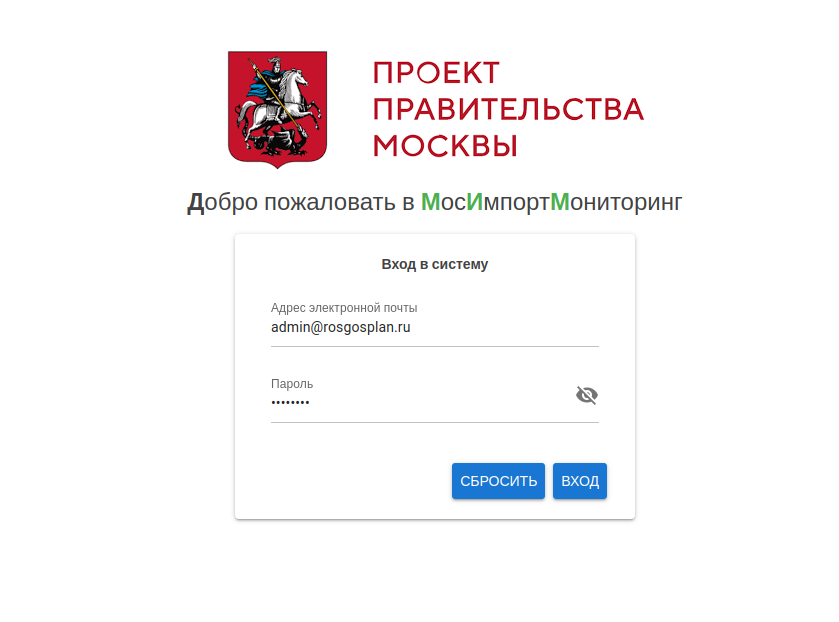 ПРОЕКТ
ПРАВИТЕЛЬСТВА
МОСКВЫ
Добро пожаловать в МосИмпортМониторинг
Вход в систему
Адрес электронной почты
admin@rosgosplan.ru
Пароль
••••••••
СБРОСИТЬ ВХОД